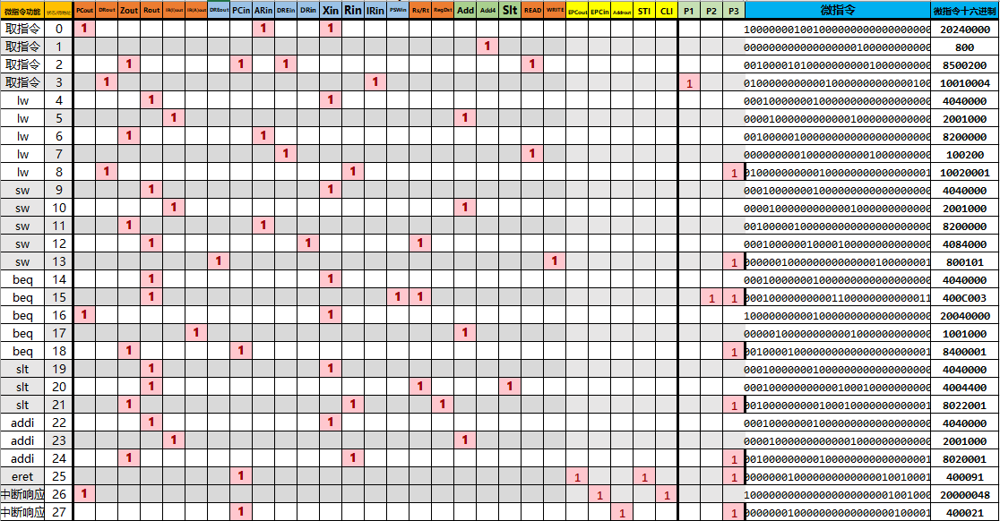 微指令功能 PCout DRout Zout Rout IR(I)out IR(A)out DREout PCin ARin DREin DRin Xin Rin IRin PSWin Rs/Rt RegDst Add Add4 Slt READ WRITE EPCout EPCin Addrout STI CLI P1 P2 P3 微指令 微指令十六进制
取指令 0 1 1 1 100000001001000000000000000000 20240000
取指令 1 1 000000000000000000100000000000 800
取指令 2 1 1 1 1 001000010100000000001000000000 8500200
取指令 3 1 1 1 010000000000010000000000000100 10010004
lw 4 1 1 000100000001000000000000000000 4040000
lw 5 1 1 000010000000000001000000000000 2001000
lw 6 1 1 001000001000000000000000000000 8200000
lw 7 1 1 000000000100000000001000000000 100200
lw 8 1 1 1 010000000000100000000000000001 10020001
sw 9 1 1 000100000001000000000000000000 4040000
sw 10 1 1 000010000000000001000000000000 2001000
sw 11 1 1 001000001000000000000000000000 8200000
sw 12 1 1 1 000100000010000100000000000000 4084000
sw 13 1 1 1 000000100000000000000100000001 800101
beq 14 1 1 000100000001000000000000000000 4040000
beq 15 1 1 1 1 1 000100000000001100000000000011 400C003
beq 16 1 1 100000000001000000000000000000 20040000
beq 17 1 1 000001000000000001000000000000 1001000
beq 18 1 1 1 001000010000000000000000000001 8400001
slt 19 1 1 000100000001000000000000000000 4040000
slt 20 1 1 1 000100000000000100010000000000 4004400
slt 21 1 1 1 1 001000000000100010000000000001 8022001
addi 22 1 1 000100000001000000000000000000 4040000
addi 23 1 1 000010000000000001000000000000 2001000
addi 24 1 1 1 001000000000100000000000000001 8020001
eret 25 1 1 1 1 000000010000000000000010010001 400091
中断响应 26 1 1 1 100000000000000000000001001000 20000048
中断响应 27 1 1 1 000000010000000000000000100001 400021